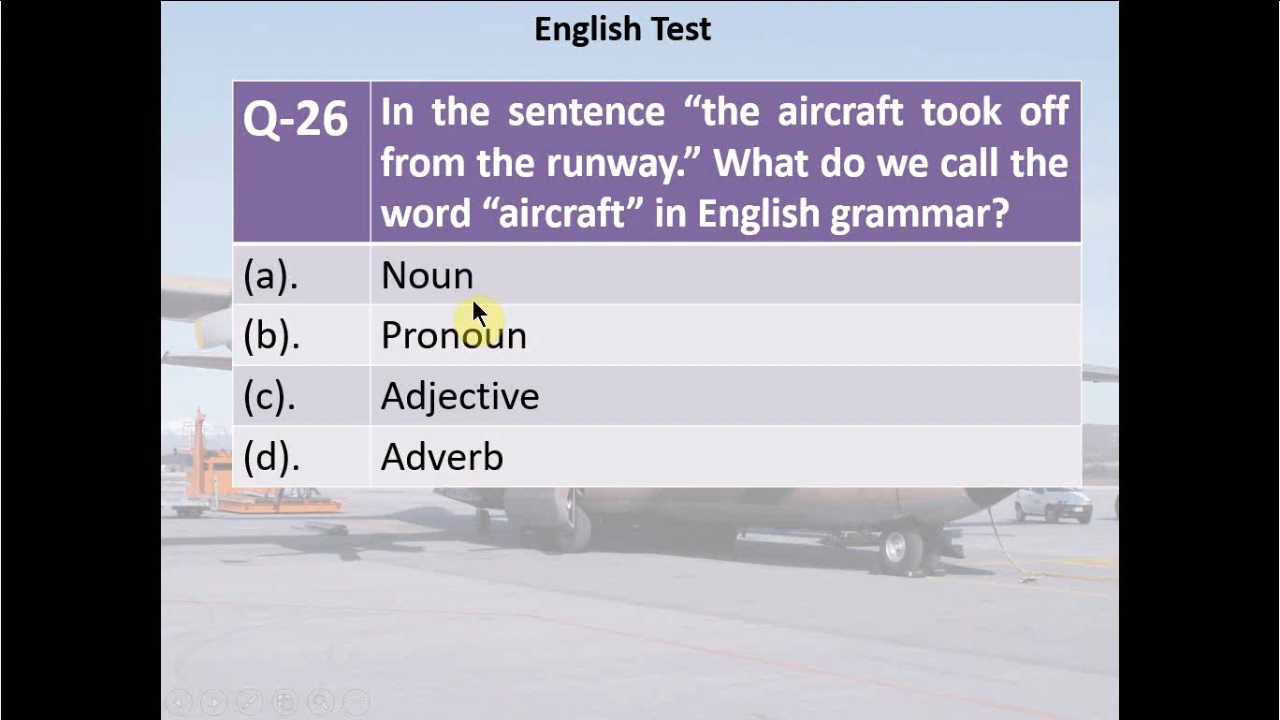 English Test
Q-26
In the sentence “the aircraft took off
from the runway.” What do we call the
word “aircraft” in English grammar?
(a). Noun
(b). Pronoun
(c). Adjective
(d). Adverb